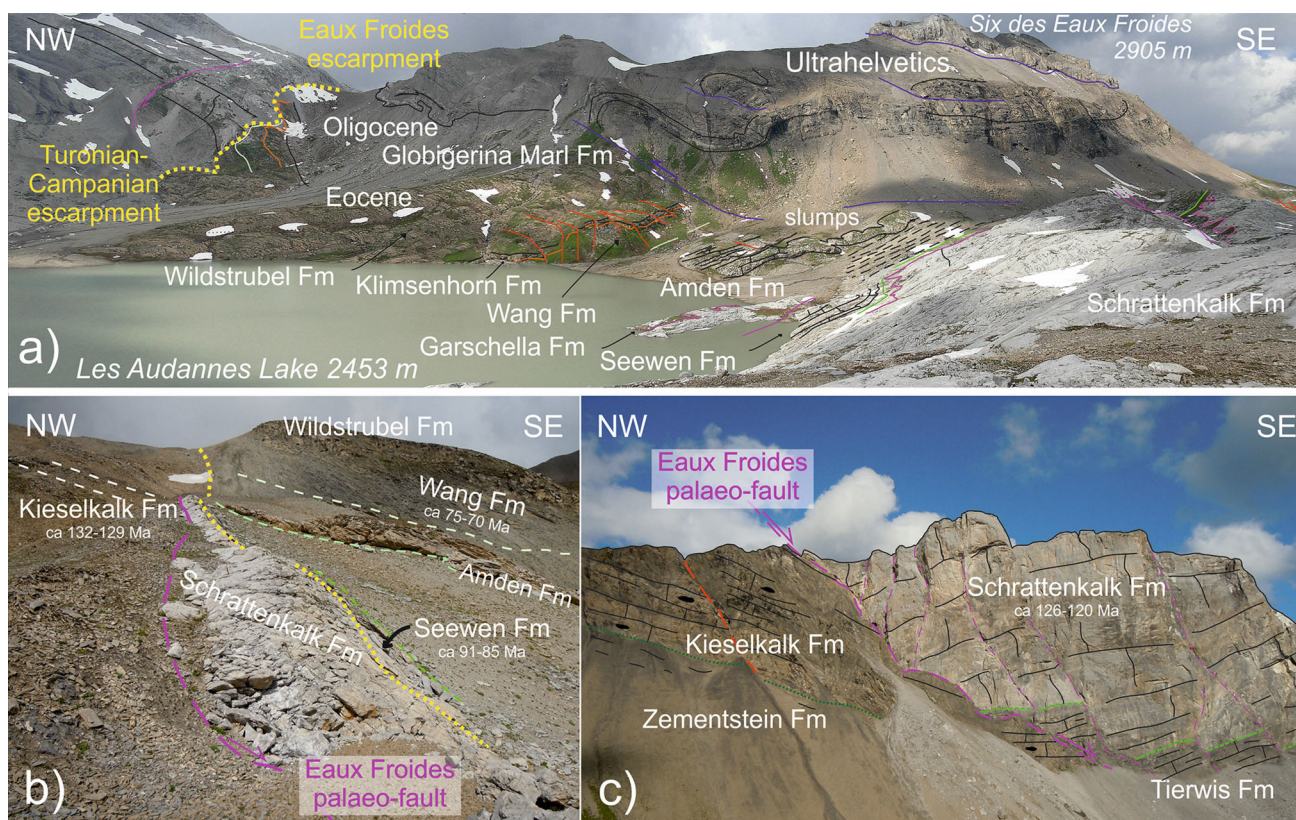 NW
Eaux Froides
escarpment
Six des Eaux Froides
2905 m
SE
Ultrahelvetics
Oligocene
Globigerina Marl Fm
Turonian-
Campanian
escarpment
Eocene
slumps
Wildstrubel Fm
Klimsenhorn Fm
Wang Fm
Amden Fm
Garschella Fm
Seewen Fm
Schrattenkalk Fm
a)
Les Audannes Lake 2453 m
NW
Wildstrubel Fm
SE
Kieselkalk Fm
ca 132-129 Ma
Wang Fm
ca 75-70 Ma
Amden Fm
Schrattenkalk Fm
Seewen Fm
ca 91-85 Ma
Eaux Froides
palaeo-fault
b)
NW
SE
Eaux Froides
palaeo-fault
Schrattenkalk Fm
ca 126-120 Ma
Kieselkalk Fm
Zementstein Fm
Tierwis Fm
c)